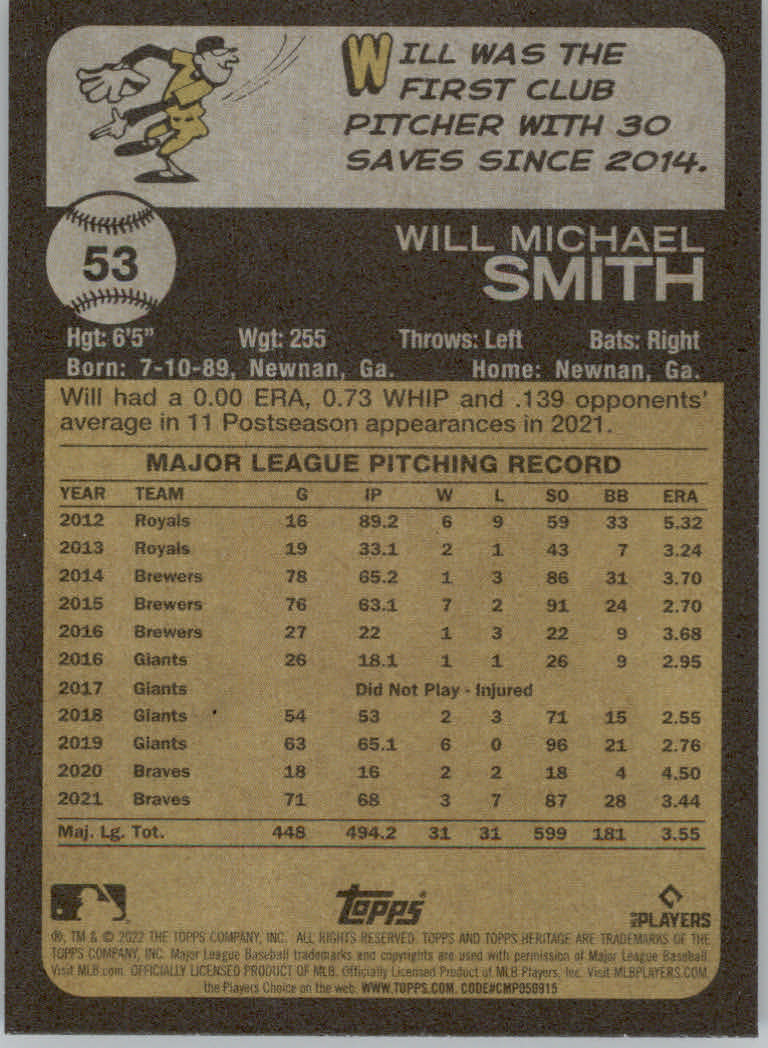 WILL WAS THE
FIRST CLUB
PITCHER WITH 30
SAVES SINCE 2014.
53
WILL MICHAEL
SMITH
Hgt: 6'5" Wgt: 255 Throws: Left Bats: Right
Born: 7-10-89, Newnan, Ga. Home: Newnan, Ga.
Will had a 0.00 ERA, 0.73 WHIP and .139 opponents'
average in 11 Postseason appearances in 2021.
MAJOR LEAGUE PITCHING RECORD
YEAR TEAM G IP W L SO BB ERA
2012 Royals 16 89.2 6 9 59 33 5.32
2013 Royals 19 33.1 2 1 43 7 3.24
2014 Brewers 78 65.2 1 3 86 31 3.70
2015 Brewers 76 63.1 7 2 91 24 2.70
2016 Brewers 27 22 1 3 22 9 3.68
2016 Giants 26 18.1 1 1 26 9 2.95
2017 Giants Did Not Play - Injured
2018 Giants 54 53 2 3 71 15 2.55
2019 Giants 63 65.1 6 0 96 21 2.76
2020 Braves 18 16 2 2 18 4 4.50
2021 Braves 71 68 3 7 87 28 3.44
Maj. Lg. Tot. 448 494.2 31 31 599 181 3.55
Topps®
MLB PLAYERS
®, TM & © 2022 THE TOPPS COMPANY, INC. ALL RIGHTS RESERVED. TOPPS AND TOPPS HERITAGE ARE TRADEMARKS OF THE
TOPPS COMPANY, INC. Major League Baseball trademarks and copyrights are used with permission of Major League Baseball.
Visit MLB.com. OFFICIALLY LICENSED PRODUCT OF MLB. Officially Licensed Product of MLB Players, Inc. Visit MLBPLAYERS.COM
the Players Choice on the web. WWW.TOPPS.COM. CODE#CMP050915